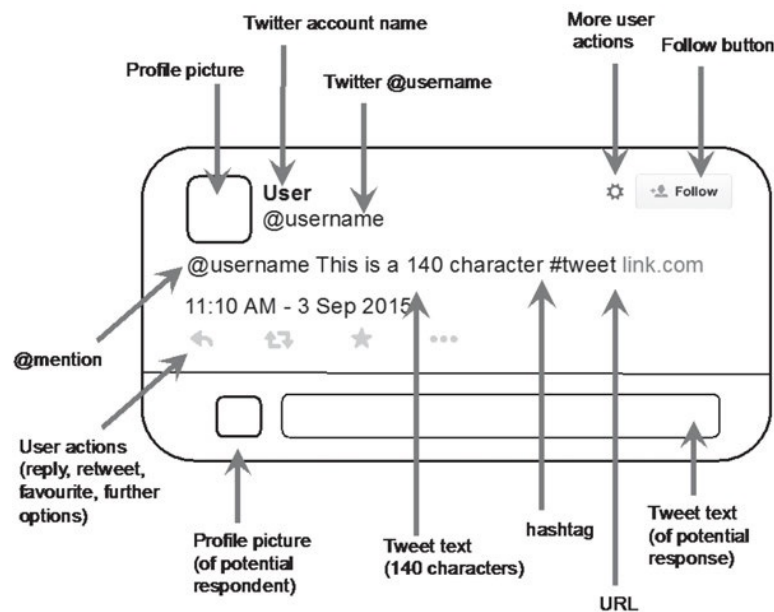 Twitter account name
More user
actions
Follow button
Profile picture
Twitter @username
User
@username
Follow
@username This is a 140 character #tweet link.com
11:10 AM - 3 Sep 2015
@mention
User actions
(reply, retweet,
favourite, further
options)
Profile picture
(of potential
respondent)
Tweet text
(140 characters)
hashtag
Tweet text
(of potential
response)
URL